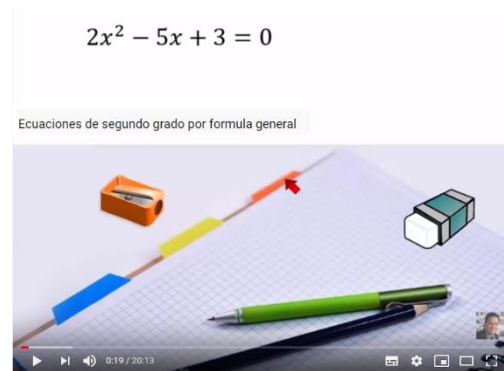 2x² − 5x + 3 = 0
Ecuaciones de segundo grado por formula general
0:19 / 20:13